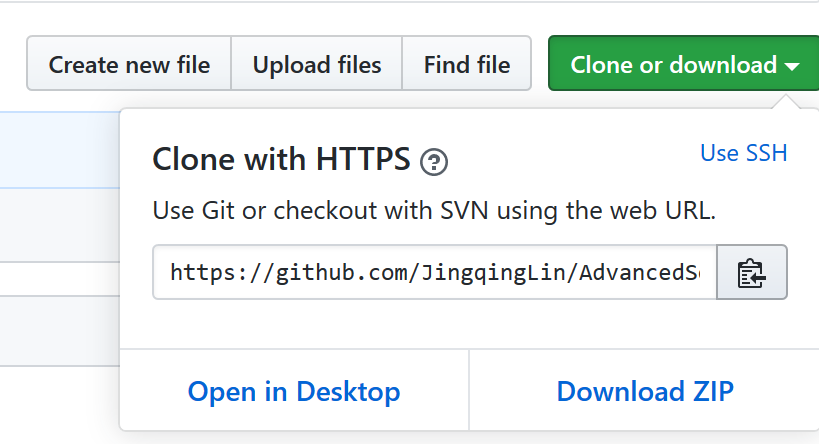 Create new file Upload files Find file Clone or download
Clone with HTTPS ? Use SSH
Use Git or checkout with SVN using the web URL.
https://github.com/JingqingLin/AdvancedS
Open in Desktop Download ZIP